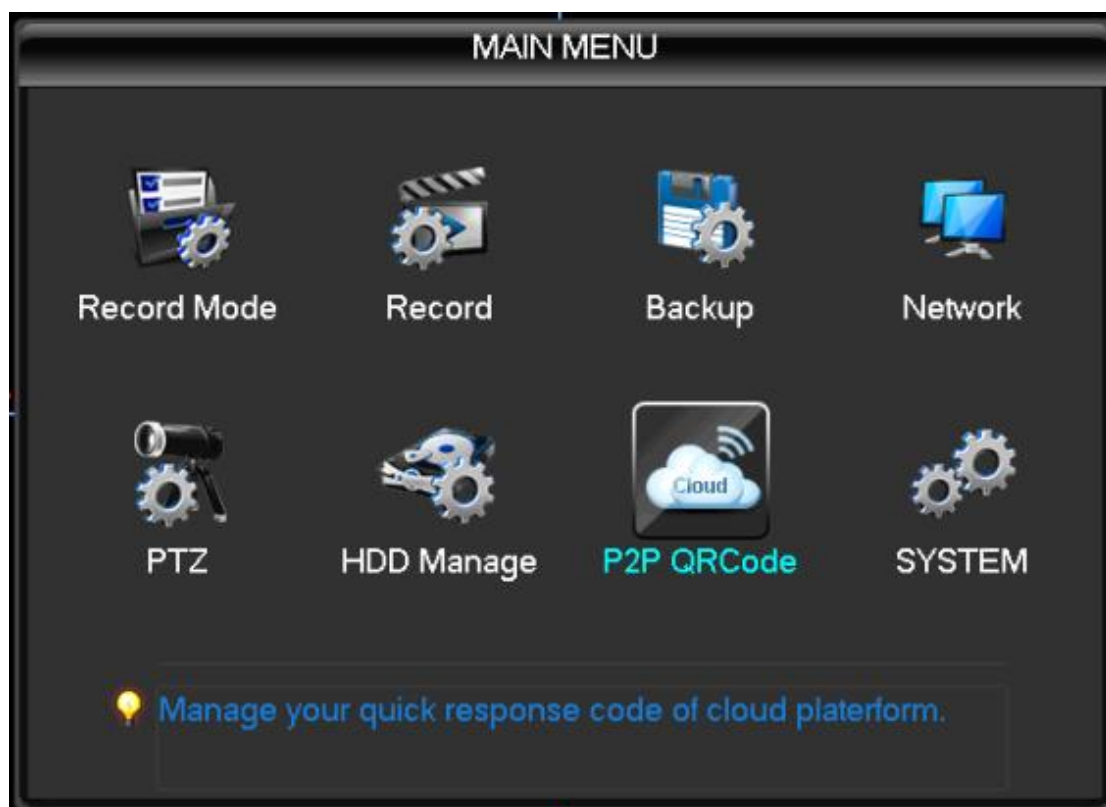 MAIN MENU
Record Mode Record Backup Network
Cloud
PTZ HDD Manage P2P QRCode SYSTEM
Manage your quick response code of cloud platerform.